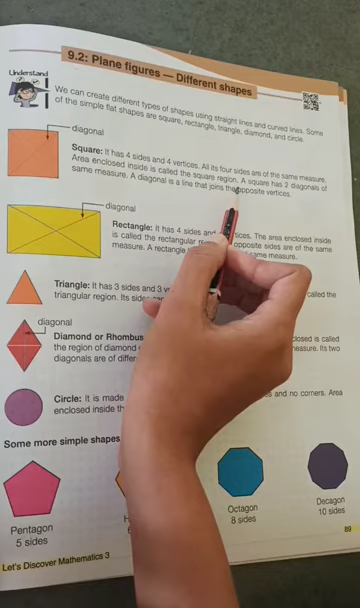 9.2: Plane figures — Different shapes
Understand
We can create different types of shapes using straight lines and curved lines. Some
of the simple flat shapes are square, rectangle, triangle, diamond, and circle.
diagonal
Square: It has 4 sides and 4 vertices. All its four sides are of the same measure.
Area enclosed inside is called the square region. A square has 2 diagonals of
same measure. A diagonal is a line that joins the opposite vertices.
diagonal
Rectangle: It has 4 sides and vertices. The area enclosed inside
is called the rectangular opposite sides are of the same
measure. A rectangle same measure.
Triangle: It has 3 sides and 3 called the
triangular region. Its sides
diagonal
Diamond or Rhombus closed is called
the region of diamond measure. Its two
diagonals are of
Circle: It is made es and no corners. Area
enclosed inside
Some more simple shapes
Pentagon
5 sides
Octagon
8 sides
Decagon
10 sides
Let's Discover Mathematics 3
89